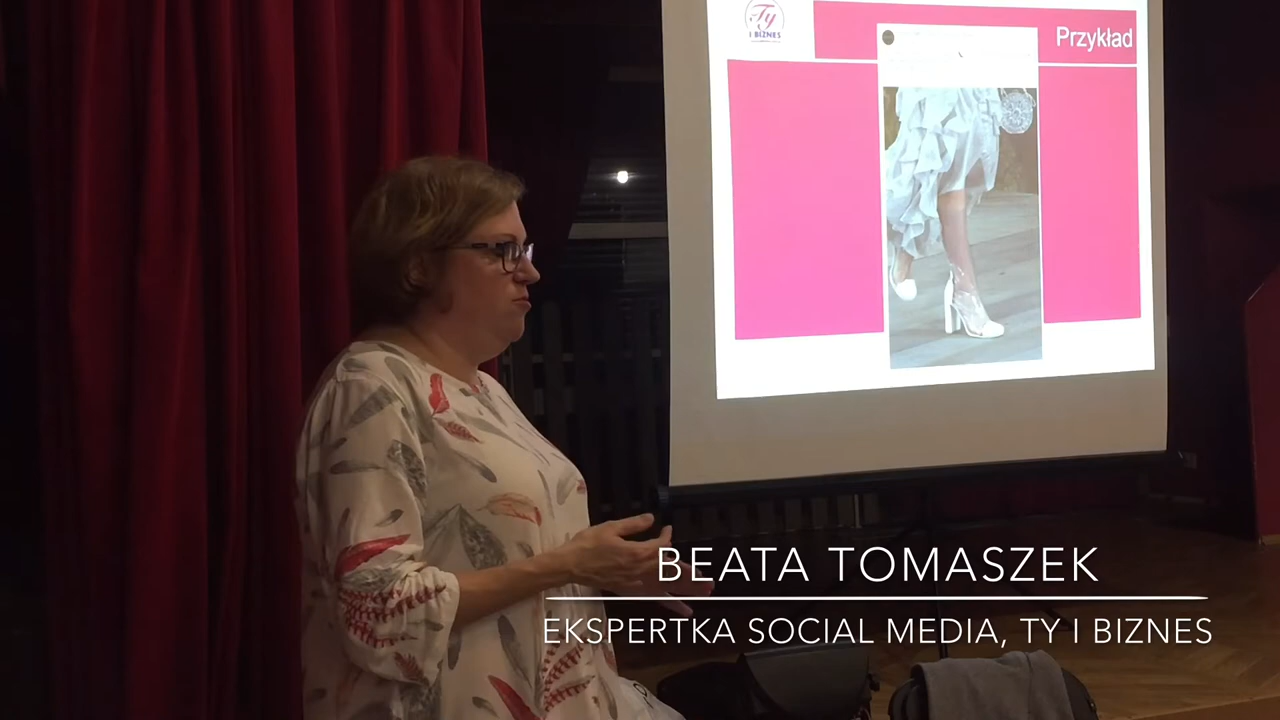 Ty
I BIZNES
Przykład
BEATA TOMASZEK
EKSPERTKA SOCIAL MEDIA, TY I BIZNES